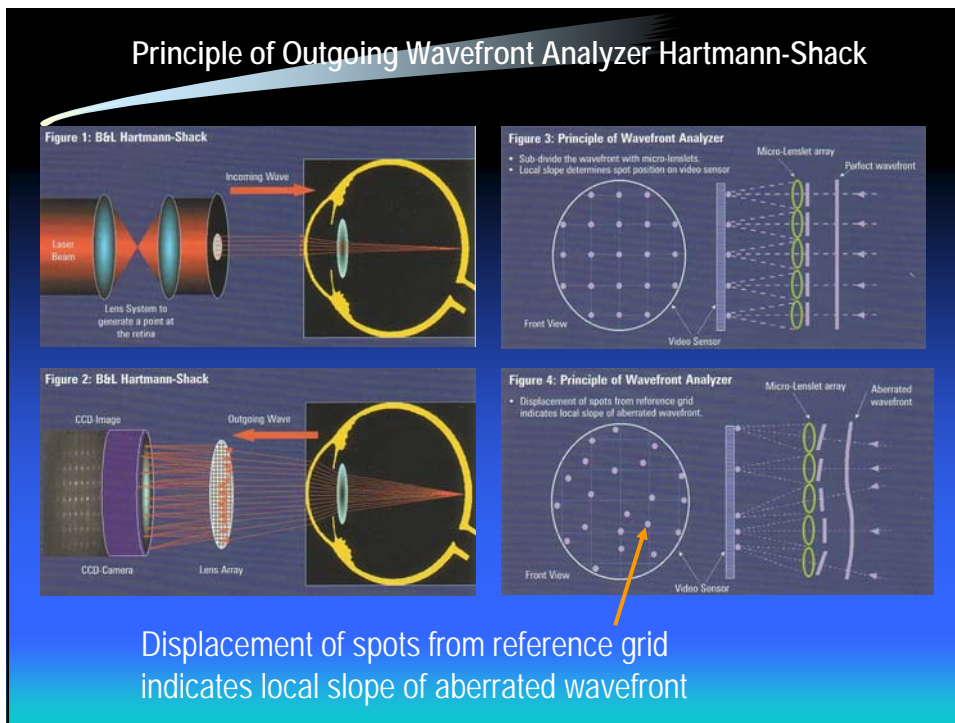 Principle of Outgoing Wavefront Analyzer Hartmann-Shack
Figure 1: B&L Hartmann-Shack
Incoming Wave
Laser
Beam
Lens System to
generate a point at
the retina
Figure 3: Principle of Wavefront Analyzer
• Sub-divide the wavefront with micro-lenslets.
• Local slope determines spot position on video sensor
Micro-Lenslet array
Perfect wavefront
Front View
Video Sensor
Figure 2: B&L Hartmann-Shack
CCD-Image
Outgoing Wave
CCD-Camera
Lens Array
Figure 4: Principle of Wavefront Analyzer
• Displacement of spots from reference grid
indicates local slope of aberrated wavefront.
Micro-Lenslet array
Aberrated
wavefront
Front View
Video Sensor
Displacement of spots from reference grid
indicates local slope of aberrated wavefront